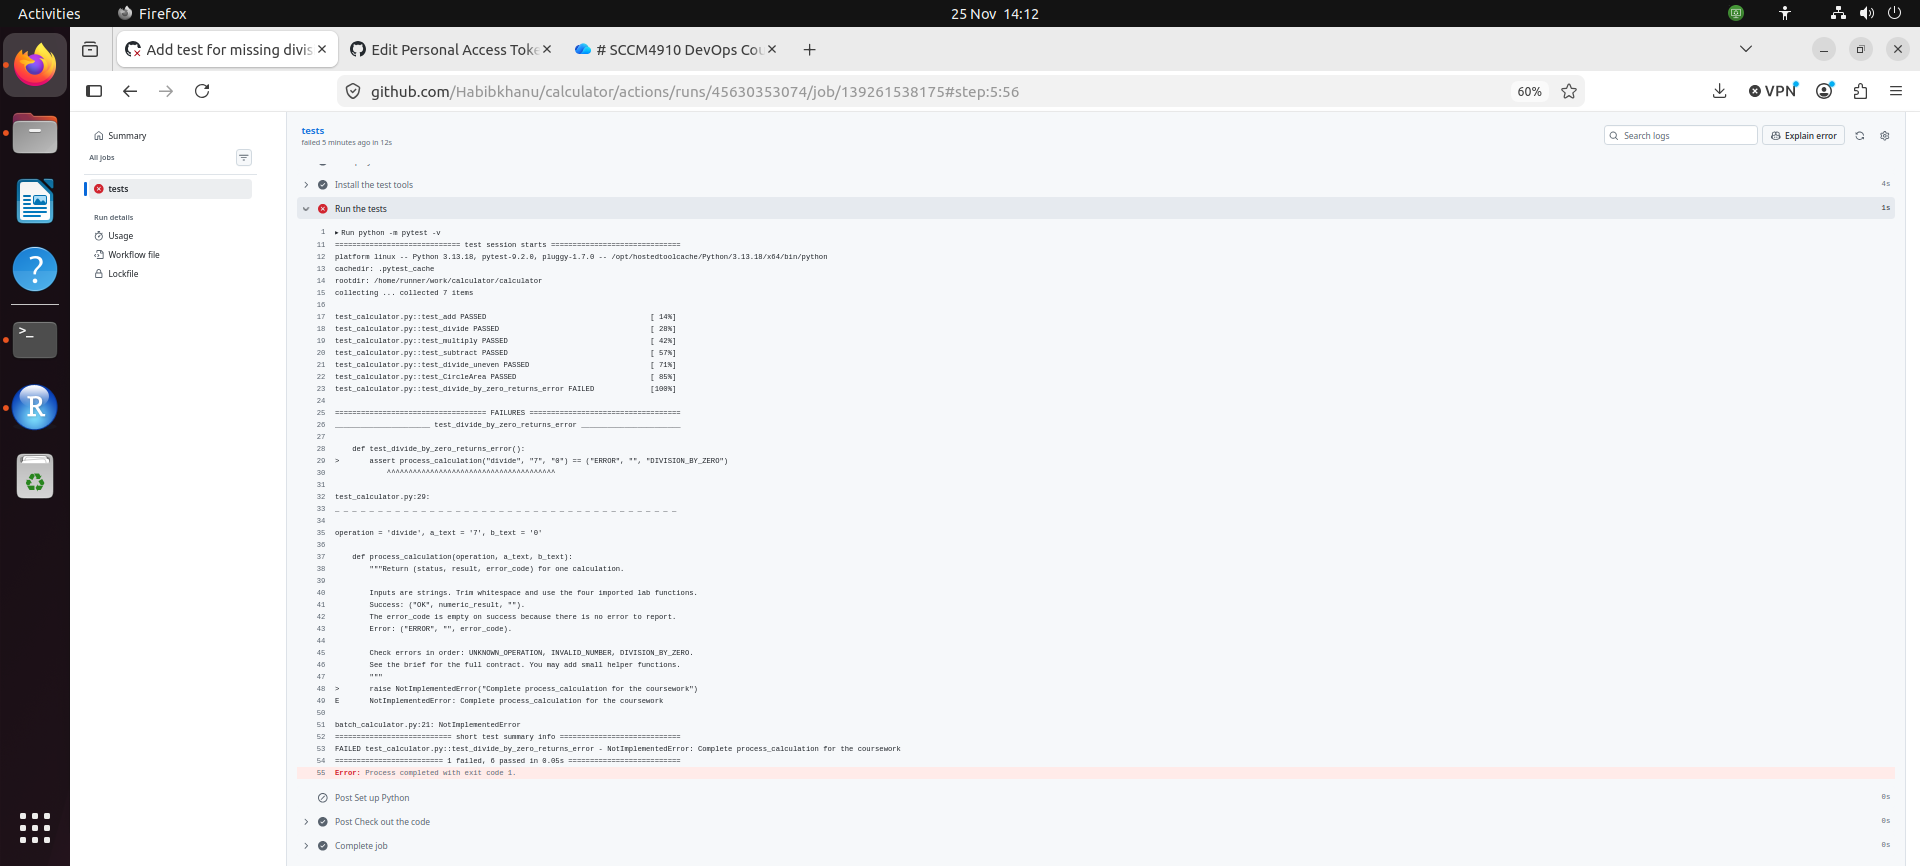 Activities
Firefox
25 Nov 14:12
Add test for missing divis
Edit Personal Access Toke
# SCCM4910 DevOps Cou
github.com/Habibkhanu/calculator/actions/runs/45630353074/job/139261538175#step:5:56
60%
VPN
Summary
All jobs
tests
Run details
Usage
Workflow file
Lockfile
tests
failed 5 minutes ago in 12s
Search logs
Explain error
Install the test tools
4s
Run the tests
1s
1 Run python -m pytest -v
11 ============================= test session starts ==============================
12 platform linux -- Python 3.13.18, pytest-9.2.0, pluggy-1.7.0 -- /opt/hostedtoolcache/Python/3.13.18/x64/bin/python
13 cachedir: .pytest_cache
14 rootdir: /home/runner/work/calculator/calculator
15 collecting ... collected 7 items
16
17 test_calculator.py::test_add PASSED [ 14%]
18 test_calculator.py::test_divide PASSED [ 28%]
19 test_calculator.py::test_multiply PASSED [ 42%]
20 test_calculator.py::test_subtract PASSED [ 57%]
21 test_calculator.py::test_divide_uneven PASSED [ 71%]
22 test_calculator.py::test_CircleArea PASSED [ 85%]
23 test_calculator.py::test_divide_by_zero_returns_error FAILED [100%]
24
25 =================================== FAILURES ===================================
26 ______________________ test_divide_by_zero_returns_error _______________________
27
28 def test_divide_by_zero_returns_error():
29 > assert process_calculation("divide", "7", "0") == ("ERROR", "", "DIVISION_BY_ZERO")
30 ^^^^^^^^^^^^^^^^^^^^^^^^^^^^^^^^^^^^^^^
31
32 test_calculator.py:29:
33 _ _ _ _ _ _ _ _ _ _ _ _ _ _ _ _ _ _ _ _ _ _ _ _ _ _ _ _ _ _ _ _ _ _ _ _ _ _ _ _
34
35 operation = 'divide', a_text = '7', b_text = '0'
36
37 def process_calculation(operation, a_text, b_text):
38 """Return (status, result, error_code) for one calculation.
39
40 Inputs are strings. Trim whitespace and use the four imported lab functions.
41 Success: ("OK", numeric_result, "").
42 The error_code is empty on success because there is no error to report.
43 Error: ("ERROR", "", error_code).
44
45 Check errors in order: UNKNOWN_OPERATION, INVALID_NUMBER, DIVISION_BY_ZERO.
46 See the brief for the full contract. You may add small helper functions.
47 """
48 > raise NotImplementedError("Complete process_calculation for the coursework")
49 E NotImplementedError: Complete process_calculation for the coursework
50
51 batch_calculator.py:21: NotImplementedError
52 =========================== short test summary info ============================
53 FAILED test_calculator.py::test_divide_by_zero_returns_error - NotImplementedError: Complete process_calculation for the coursework
54 ========================= 1 failed, 6 passed in 0.05s ==========================
55 Error: Process completed with exit code 1.
Post Set up Python
0s
Post Check out the code
0s
Complete job
0s